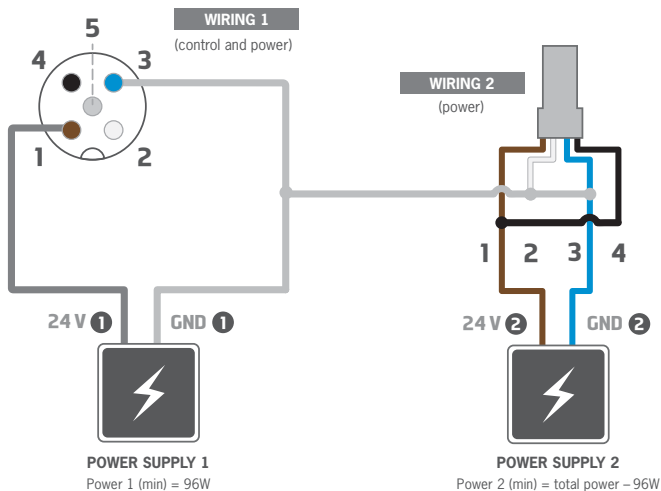 WIRING 1
(control and power)
5
4
3
1
2
WIRING 2
(power)
1
2
3
4
24 V 1
GND 1
24 V 2
GND 2
POWER SUPPLY 1
Power 1 (min) = 96W
POWER SUPPLY 2
Power 2 (min) = total power – 96W